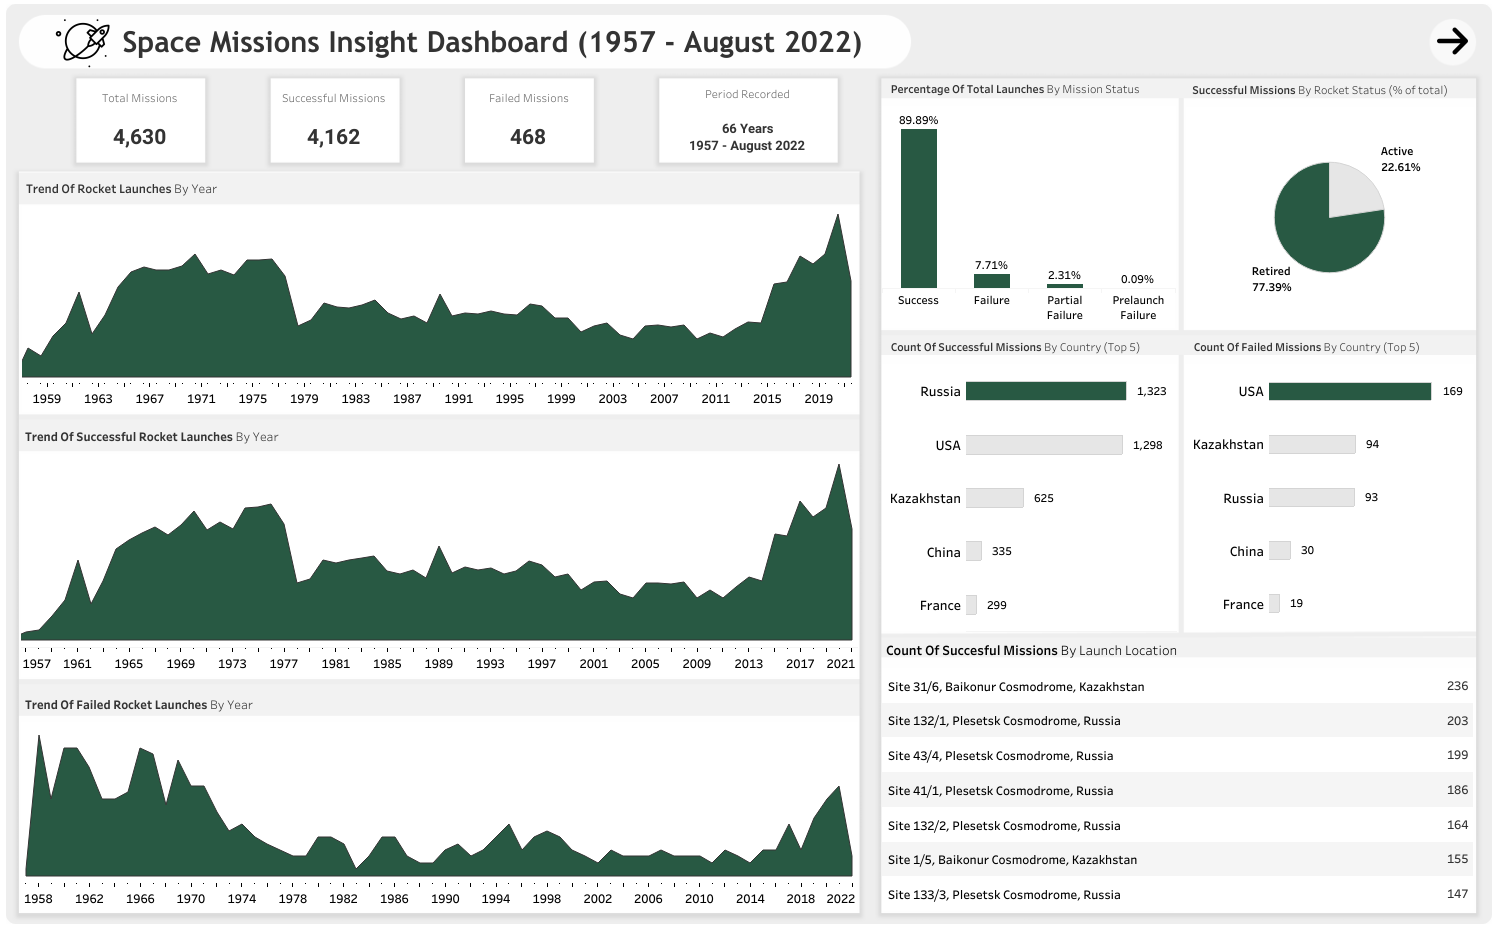 Space Missions Insight Dashboard (1957 - August 2022)
Total Missions
4,630
Successful Missions
4,162
Failed Missions
468
Period Recorded
66 Years
1957 - August 2022
Trend Of Rocket Launches By Year
1959 1963 1965 1967 1971 1975 1979 1983 1987 1991 1995 1999 2003 2007 2011 2015 2019
Trend Of Successful Rocket Launches By Year
1957 1961 1965 1969 1973 1977 1981 1985 1989 1993 1997 2001 2005 2009 2013 2017 2021
Trend Of Failed Rocket Launches By Year
1958 1962 1966 1970 1974 1978 1982 1986 1990 1994 1998 2002 2006 2010 2014 2018 2022
Percentage Of Total Launches By Mission Status
89.89%
7.71%
2.31%
0.09%
Success
Failure
Partial
Failure
Prelaunch
Failure
Successful Missions By Rocket Status (% of total)
Active
22.61%
Retired
77.39%
Count Of Successful Missions By Country (Top 5)
Russia 1,323
USA 1,298
Kazakhstan 625
China 335
France 299
Count Of Failed Missions By Country (Top 5)
USA 169
Kazakhstan 94
Russia 93
China 30
France 19
Count Of Succesful Missions By Launch Location
Site 31/6, Baikonur Cosmodrome, Kazakhstan 236
Site 132/1, Plesetsk Cosmodrome, Russia 203
Site 43/4, Plesetsk Cosmodrome, Russia 199
Site 41/1, Plesetsk Cosmodrome, Russia 186
Site 132/2, Plesetsk Cosmodrome, Russia 164
Site 1/5, Baikonur Cosmodrome, Kazakhstan 155
Site 133/3, Plesetsk Cosmodrome, Russia 147